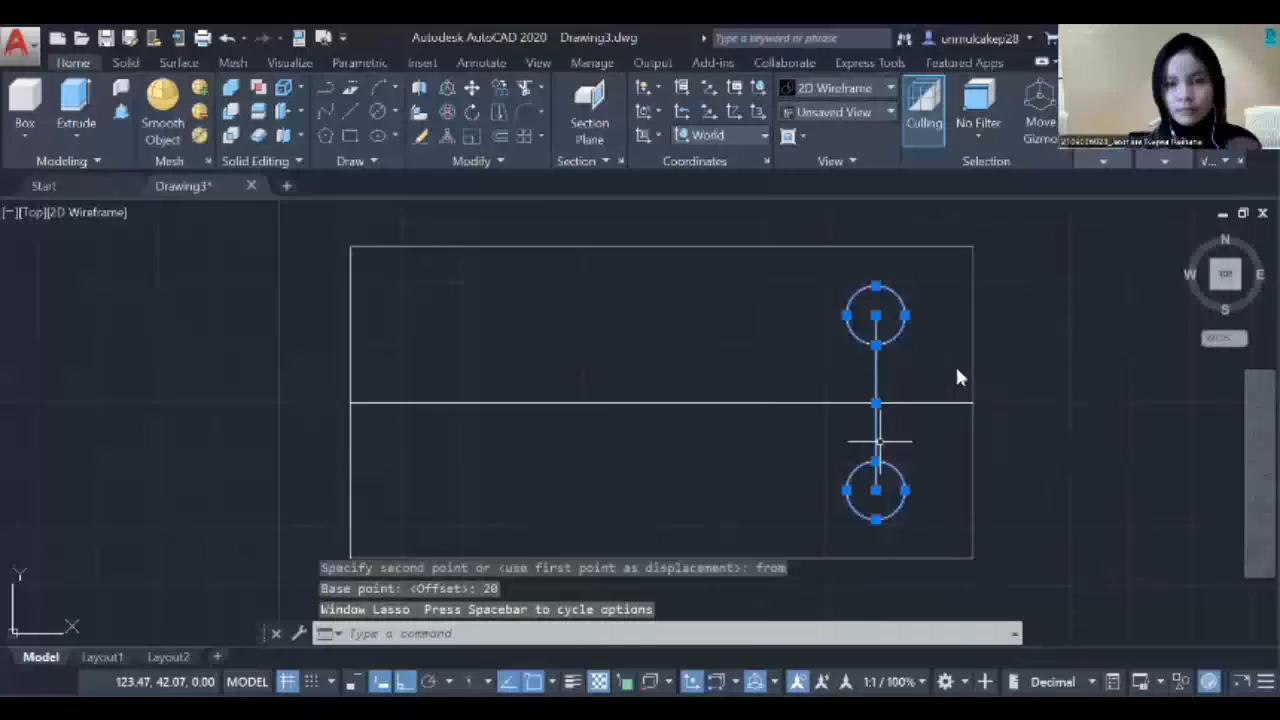 Autodesk AutoCAD 2020 Drawing3.dwg
Type a keyword or phrase
unmulcakep28
Home Solid Surface Mesh Visualize Parametric Insert Annotate View Manage Output Add-ins Collaborate Express Tools Featured Apps
Box
Extrude
Smooth
Object
Section
Plane
World
2D Wireframe
Unsaved View
Culling
No Filter
Move
Gizmo
Modeling Mesh Solid Editing Draw Modify Section Coordinates View Selection V...
Start Drawing3*
[−][Top][2D Wireframe]
N
W TOP E
S
WCS
Specify second point or <use first point as displacement>: from
Base point: <Offset>: 20
Window Lasso Press Spacebar to cycle options
Type a command
Y
X
Model Layout1 Layout2
123.47, 42.07, 0.00 MODEL 1:1 / 100% Decimal